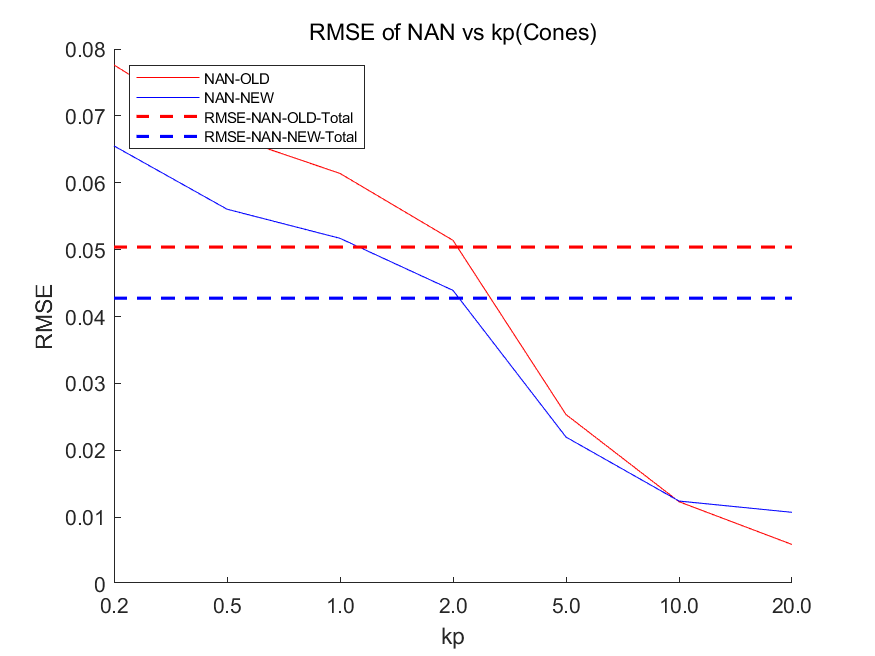 RMSE of NAN vs kp(Cones)
0.08
0.07
0.06
0.05
0.04
0.03
0.02
0.01
0
NAN-OLD
NAN-NEW
RMSE-NAN-OLD-Total
RMSE-NAN-NEW-Total
RMSE
0.2 0.5 1.0 2.0 5.0 10.0 20.0
kp